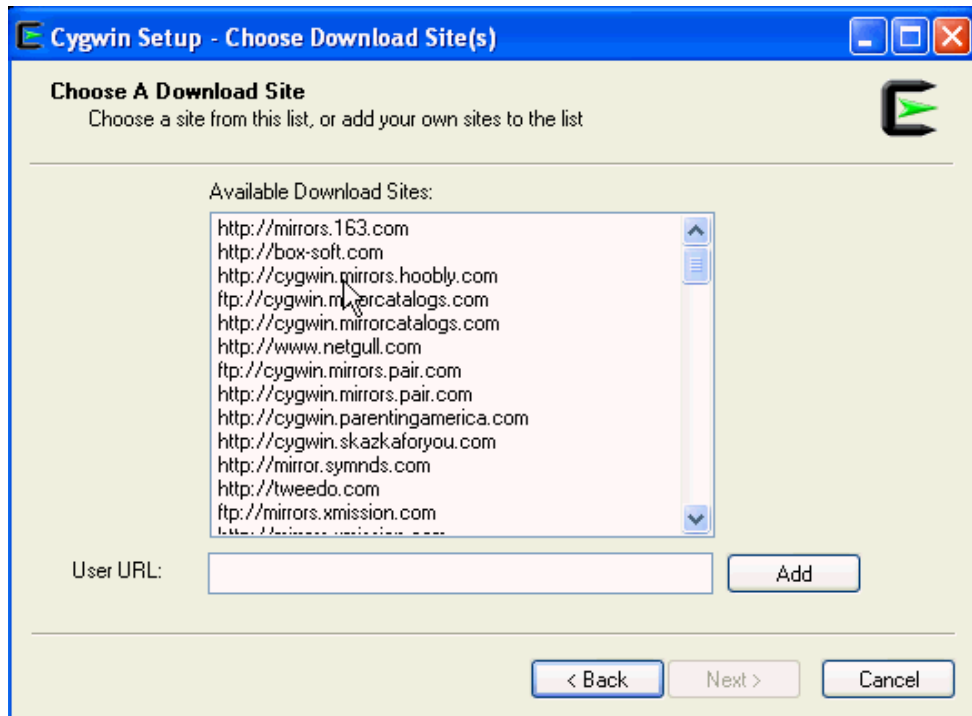 Cygwin Setup - Choose Download Site(s)
Choose A Download Site
Choose a site from this list, or add your own sites to the list
Available Download Sites:
http://mirrors.163.com
http://box-soft.com
http://cygwin.mirrors.hoobly.com
ftp://cygwin.mirrorcatalogs.com
http://cygwin.mirrorcatalogs.com
http://www.netgull.com
ftp://cygwin.mirrors.pair.com
http://cygwin.mirrors.pair.com
http://cygwin.parentingamerica.com
http://cygwin.skazkaforyou.com
http://mirror.symnds.com
http://tweedo.com
ftp://mirrors.xmission.com
User URL:
Add
< Back
Next >
Cancel